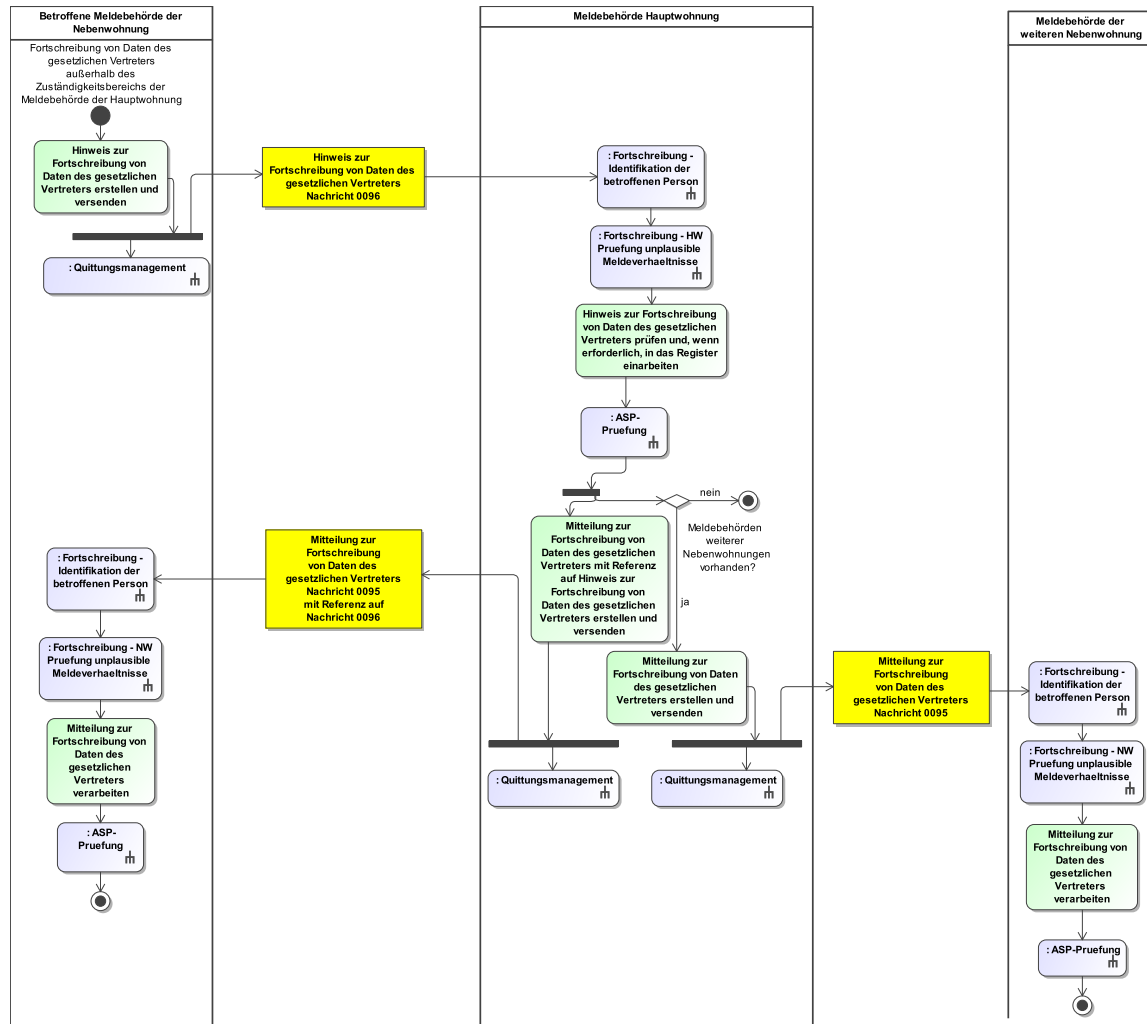 Betroffene Meldebehörde der
Nebenwohnung
Meldebehörde Hauptwohnung
Meldebehörde der
weiteren Nebenwohnung
Fortschreibung von Daten des
gesetzlichen Vertreters
außerhalb des
Zuständigkeitsbereichs der
Meldebehörde der Hauptwohnung
Hinweis zur
Fortschreibung von
Daten des gesetzlichen
Vertreters erstellen und
versenden
: Quittungsmanagement
Hinweis zur
Fortschreibung von Daten des
gesetzlichen Vertreters
Nachricht 0096
: Fortschreibung -
Identifikation der
betroffenen Person
: Fortschreibung - HW
Pruefung unplausible
Meldeverhaeltnisse
Hinweis zur Fortschreibung
von Daten des gesetzlichen
Vertreters prüfen und, wenn
erforderlich, in das Register
einarbeiten
: ASP-
Pruefung
nein
Meldebehörden
weiterer
Nebenwohnungen
vorhanden?
ja
Mitteilung zur
Fortschreibung von
Daten des gesetzlichen
Vertreters mit Referenz
auf Hinweis zur
Fortschreibung von
Daten des gesetzlichen
Vertreters erstellen und
versenden
Mitteilung zur
Fortschreibung von Daten
des gesetzlichen
Vertreters erstellen und
versenden
: Quittungsmanagement
: Quittungsmanagement
Mitteilung zur
Fortschreibung
von Daten des
gesetzlichen Vertreters
Nachricht 0095
mit Referenz auf
Nachricht 0096
: Fortschreibung -
Identifikation der
betroffenen Person
: Fortschreibung - NW
Pruefung unplausible
Meldeverhaeltnisse
Mitteilung zur
Fortschreibung von
Daten des
gesetzlichen
Vertreters
verarbeiten
: ASP-
Pruefung
Mitteilung zur
Fortschreibung
von Daten des
gesetzlichen Vertreters
Nachricht 0095
: Fortschreibung -
Identifikation der
betroffenen Person
: Fortschreibung - NW
Pruefung unplausible
Meldeverhaeltnisse
Mitteilung zur
Fortschreibung von
Daten des
gesetzlichen
Vertreters
verarbeiten
: ASP-Pruefung